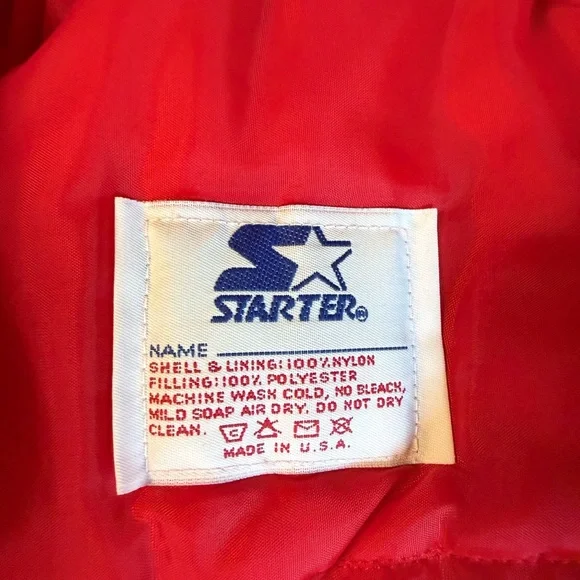 STARTER®
NAME
SHELL & LINING: 100% NYLON
FILLING: 100% POLYESTER
MACHINE WASH COLD, NO BLEACH,
MILD SOAP AIR DRY. DO NOT DRY
CLEAN.
MADE IN U.S.A.